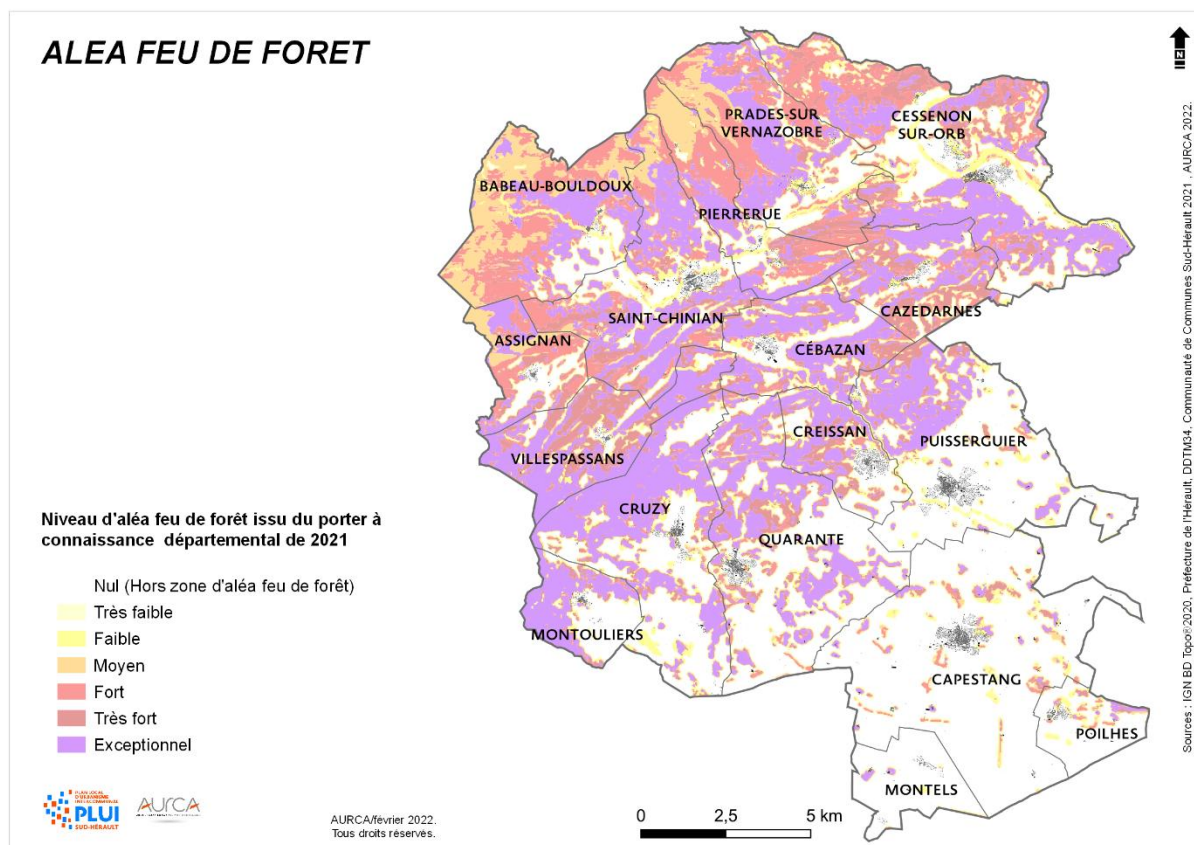 ALEA FEU DE FORET
N
PRADES-SUR
VERNAZOBRE
CESSENON
SUR-ORB
BABEAU-BOULDOUX
PIERRERUE
SAINT-CHINIAN
CAZEDARNES
ASSIGNAN
CÉBAZAN
CREISSAN
PUISSERGUIER
VILLESPASSANS
CRUZY
QUARANTE
MONTOULIERS
CAPESTANG
POILHES
MONTELS
Niveau d'aléa feu de forêt issu du porter à
connaissance départemental de 2021
Nul (Hors zone d'aléa feu de forêt)
Très faible
Faible
Moyen
Fort
Très fort
Exceptionnel
PLAN LOCAL
D'URBANISME
INTERCOMMUNAL
PLUI
SUD-HÉRAULT
AURCA
AURCA/février 2022.
Tous droits réservés.
0 2,5 5 km
Sources : IGN BD Topo®2020, Préfecture de l'Hérault, DDTM34, Communauté de Communes Sud-Hérault 2021 , AURCA 2022.